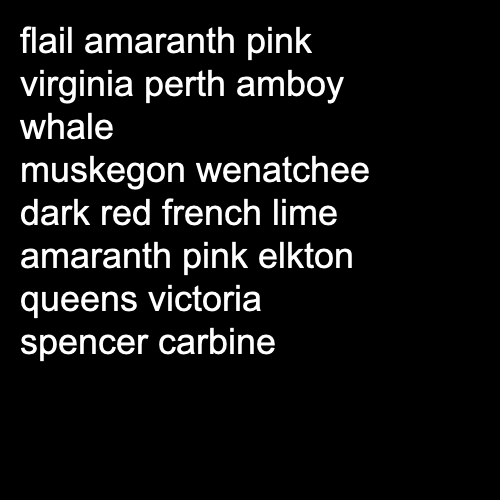 flail amaranth pink
virginia perth amboy
whale
muskegon wenatchee
dark red french lime
amaranth pink elkton
queens victoria
spencer carbine